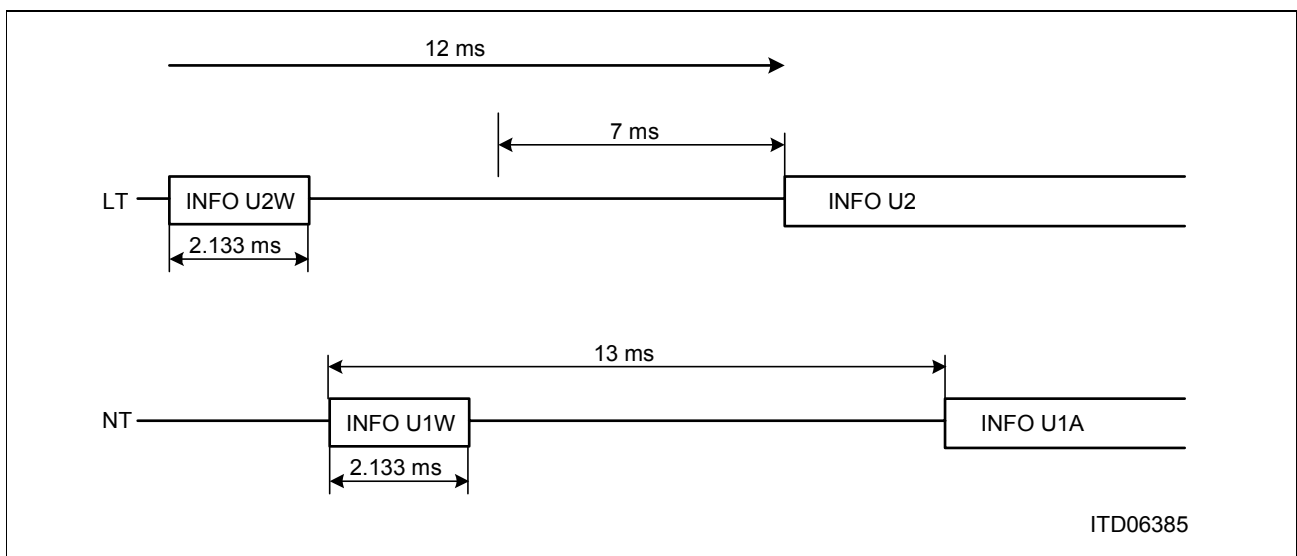 12 ms
7 ms
LT
INFO U2W
INFO U2
2.133 ms
13 ms
NT
INFO U1W
INFO U1A
2.133 ms
ITD06385